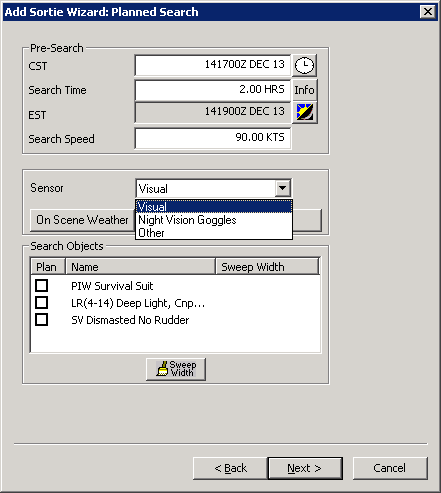 Add Sortie Wizard: Planned Search
Pre-Search
CST 141700Z DEC 13
Search Time 2.00 HRS Info
EST 141900Z DEC 13
Search Speed 90.00 KTS
Sensor Visual
Visual
On Scene Weather Night Vision Goggles
Other
Search Objects
Plan Name Sweep Width
PIW Survival Suit
LR(4-14) Deep Light, Cnp...
SV Dismasted No Rudder
Sweep
Width
< Back Next > Cancel